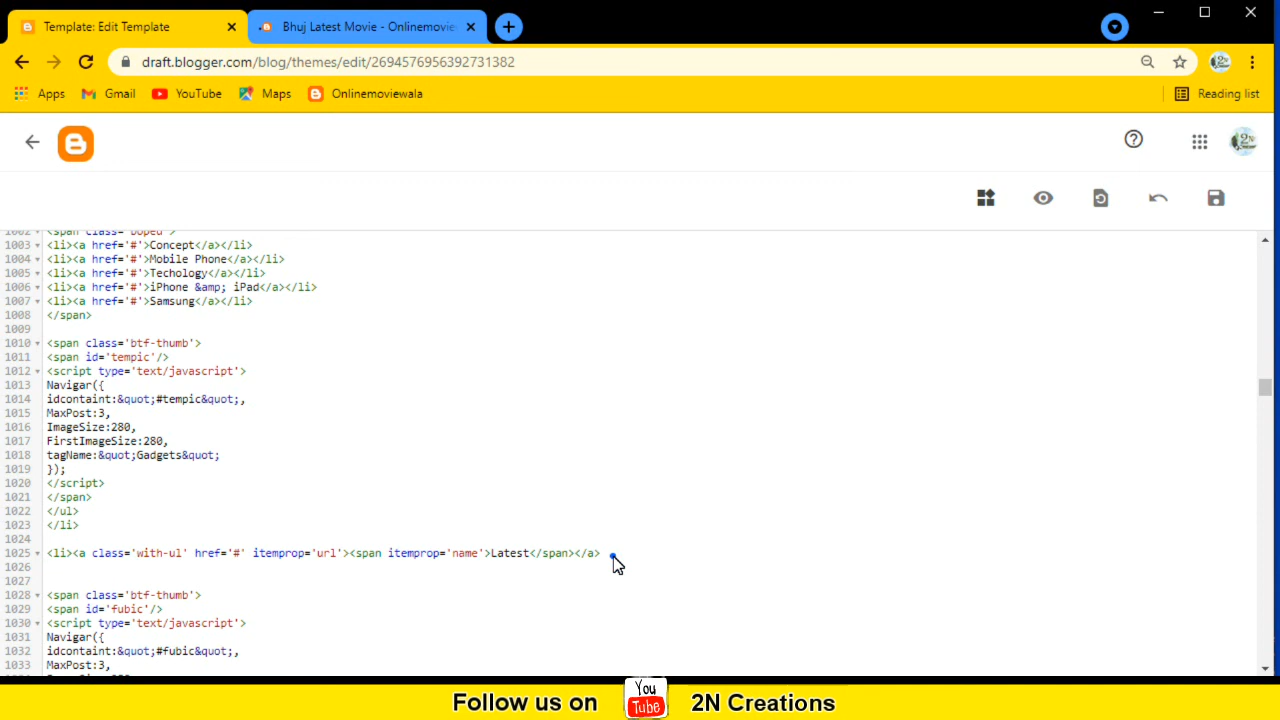 Template: Edit Template
Bhuj Latest Movie - Onlinemovie
draft.blogger.com/blog/themes/edit/2694576956392731382
Apps Gmail YouTube Maps Onlinemoviewala Reading list
1002 <span class='boped'>
1003 <li><a href='#'>Concept</a></li>
1004 <li><a href='#'>Mobile Phone</a></li>
1005 <li><a href='#'>Techology</a></li>
1006 <li><a href='#'>iPhone &amp; iPad</a></li>
1007 <li><a href='#'>Samsung</a></li>
1008 </span>
1009
1010 <span class='btf-thumb'>
1011 <span id='tempic'/>
1012 <script type='text/javascript'>
1013 Navigar({
1014 idcontaint:&quot;#tempic&quot;,
1015 MaxPost:3,
1016 ImageSize:280,
1017 FirstImageSize:280,
1018 tagName:&quot;Gadgets&quot;
1019 });
1020 </script>
1021 </span>
1022 </ul>
1023 </li>
1024
1025 <li><a class='with-ul' href='#' itemprop='url'><span itemprop='name'>Latest</span></a>
1026
1027
1028 <span class='btf-thumb'>
1029 <span id='fubic'/>
1030 <script type='text/javascript'>
1031 Navigar({
1032 idcontaint:&quot;#fubic&quot;,
1033 MaxPost:3,
Follow us on You Tube 2N Creations